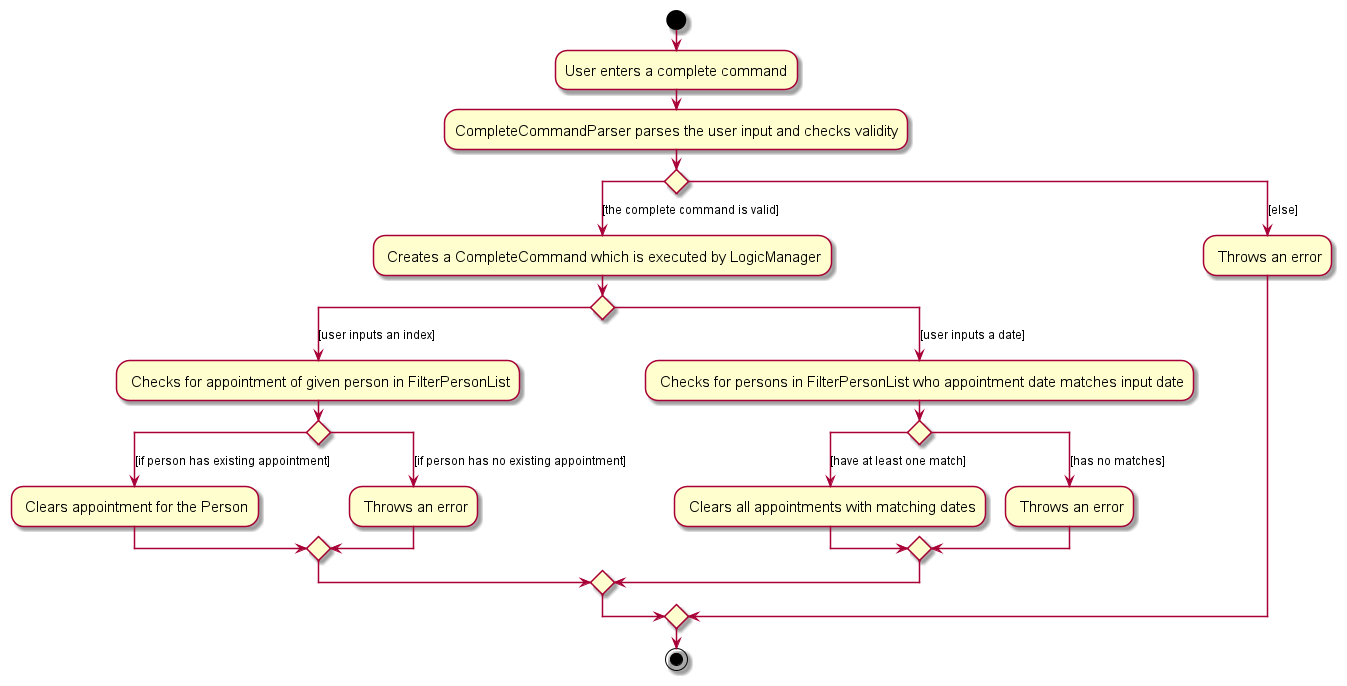 User enters a complete command
CompleteCommandParser parses the user input and checks validity
[the complete command is valid]
[else]
Creates a CompleteCommand which is executed by LogicManager
Throws an error
[user inputs an index]
[user inputs a date]
Checks for appointment of given person in FilterPersonList
Checks for persons in FilterPersonList who appointment date matches input date
[if person has existing appointment]
[if person has no existing appointment]
[have at least one match]
[has no matches]
Clears appointment for the Person
Throws an error
Clears all appointments with matching dates
Throws an error